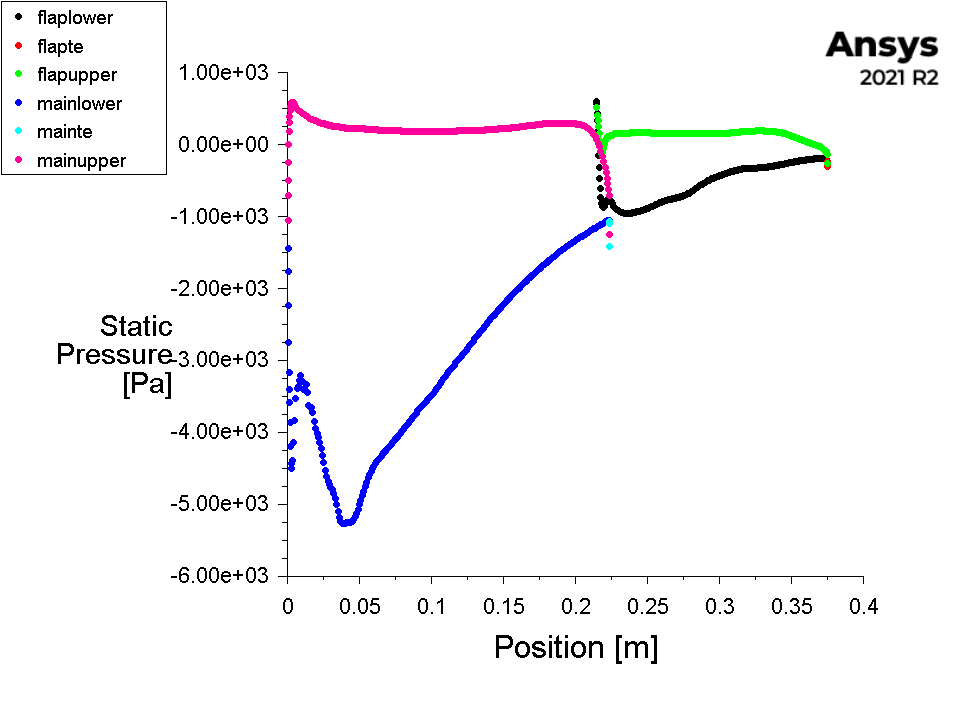 flaplower
flapte
flapupper
mainlower
mainte
mainupper
Ansys
2021 R2
1.00e+03
0.00e+00
-1.00e+03
-2.00e+03
-3.00e+03
-4.00e+03
-5.00e+03
-6.00e+03
Static
Pressure
[Pa]
0 0.05 0.1 0.15 0.2 0.25 0.3 0.35 0.4
Position [m]